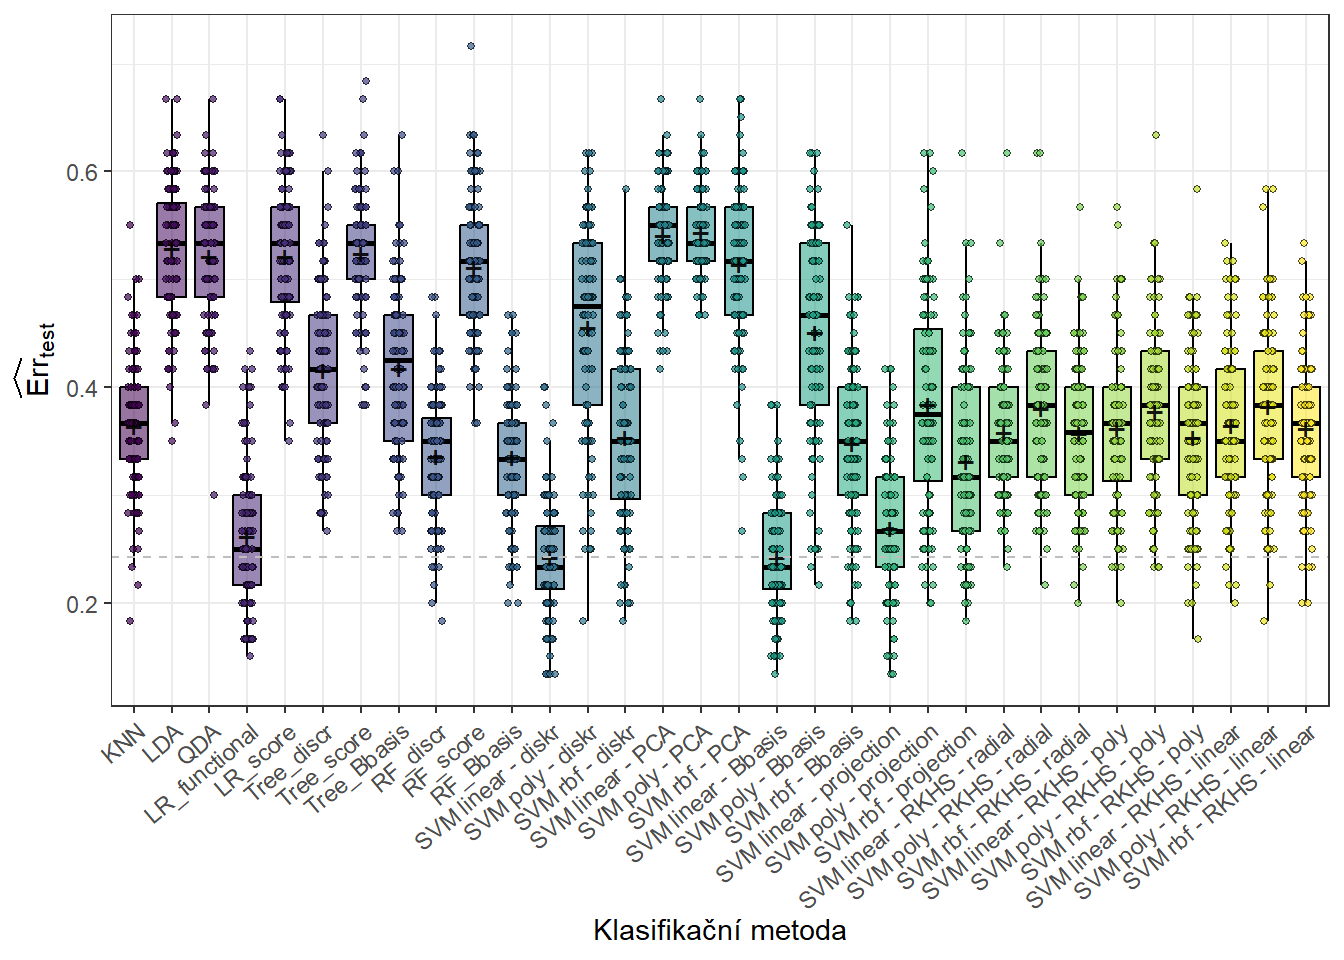 0.6
0.4
0.2
Err test
KNN
LDA
QDA
LR_functional
LR_score
Tree_discr
Tree_score
Tree_Bbasis
RF_discr
RF_score
RF_Bbasis
SVM linear - diskr
SVM poly - diskr
SVM rbf - diskr
SVM linear - PCA
SVM poly - PCA
SVM rbf - PCA
SVM linear - Bbasis
SVM poly - Bbasis
SVM rbf - Bbasis
SVM linear - projection
SVM poly - projection
SVM rbf - projection
SVM linear - RKHS - radial
SVM poly - RKHS - radial
SVM rbf - RKHS - radial
SVM linear - RKHS - poly
SVM poly - RKHS - poly
SVM rbf - RKHS - poly
SVM linear - RKHS - linear
SVM poly - RKHS - linear
SVM rbf - RKHS - linear
Klasifikační metoda